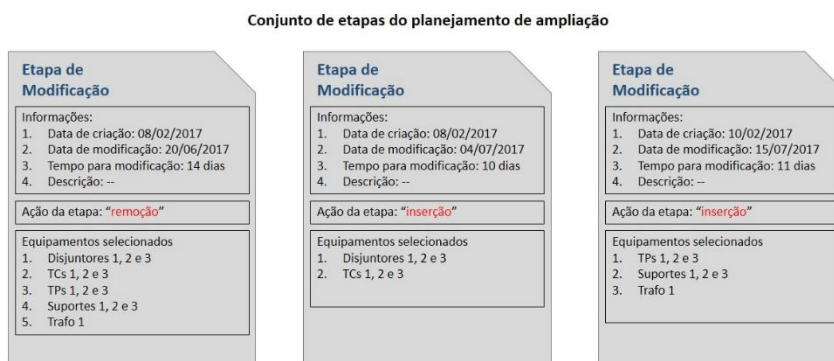 Conjunto de etapas do planejamento de ampliação
Etapa de
Modificação
Informações:
1. Data de criação: 08/02/2017
2. Data de modificação: 20/06/2017
3. Tempo para modificação: 14 dias
4. Descrição: --
Ação da etapa: “remoção”
Equipamentos selecionados
1. Disjuntores 1, 2 e 3
2. TCs 1, 2 e 3
3. TPs 1, 2 e 3
4. Suportes 1, 2 e 3
5. Trafo 1
Etapa de
Modificação
Informações:
1. Data de criação: 08/02/2017
2. Data de modificação: 04/07/2017
3. Tempo para modificação: 10 dias
4. Descrição: --
Ação da etapa: “inserção”
Equipamentos selecionados
1. Disjuntores 1, 2 e 3
2. TCs 1, 2 e 3
Etapa de
Modificação
Informações:
1. Data de criação: 10/02/2017
2. Data de modificação: 15/07/2017
3. Tempo para modificação: 11 dias
4. Descrição: --
Ação da etapa: “inserção”
Equipamentos selecionados
1. TPs 1, 2 e 3
2. Suportes 1, 2 e 3
3. Trafo 1